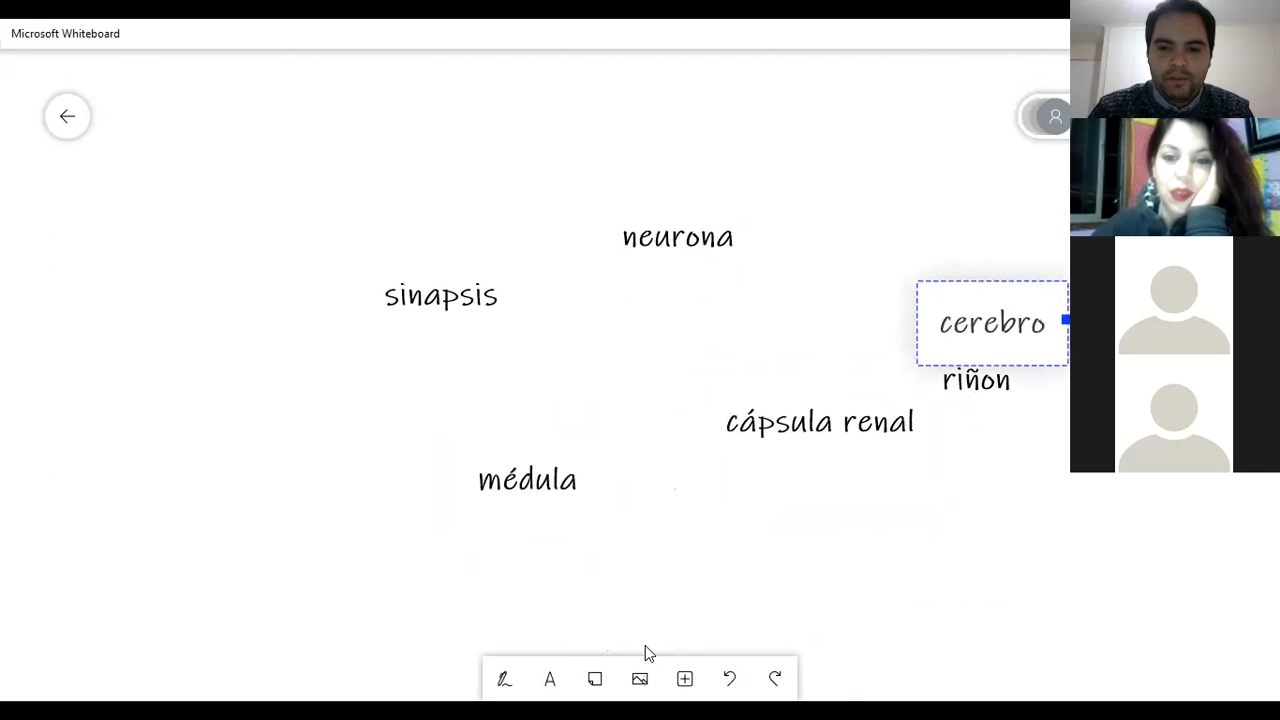 Microsoft Whiteboard
neurona
sinapsis
cerebro
riñon
cápsula renal
médula